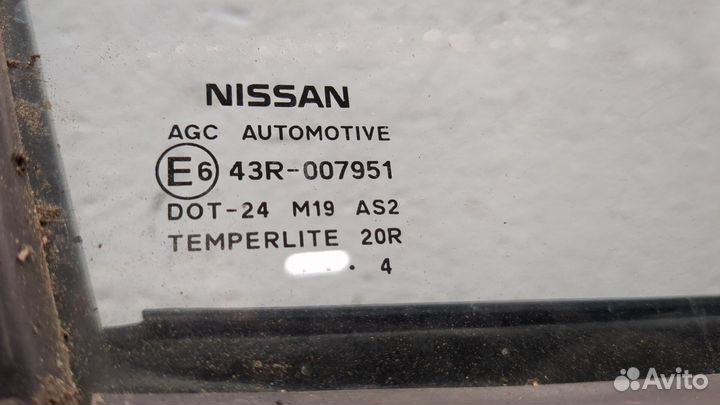 NISSAN
AGC AUTOMOTIVE
E6 43R-007951
DOT-24 M19 AS2
TEMPERLITE 20R
. . . 4
Avito